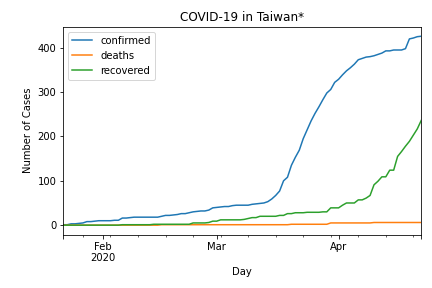 COVID-19 in Taiwan*
confirmed
deaths
recovered
Number of Cases
400
300
200
100
0
Feb
2020
Mar
Apr
Day